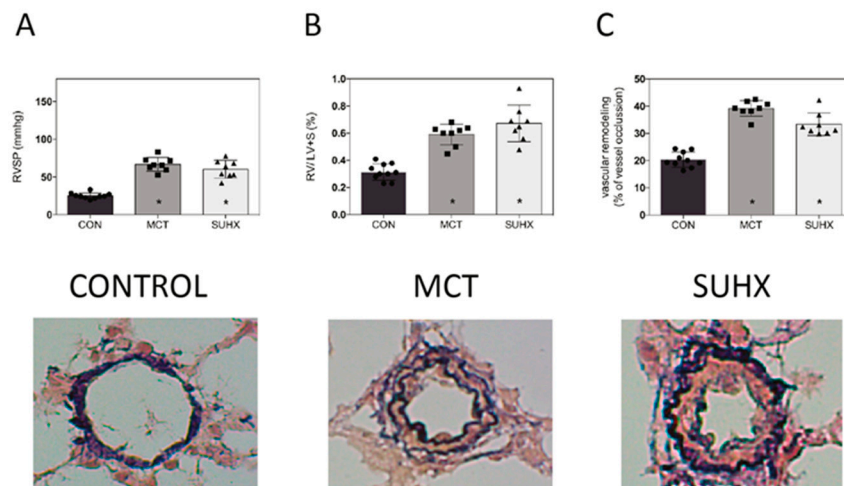 A
B
C
RVSP (mmhg)
150
100
50
0
CON
MCT
*
SUHX
*
RV/ LV+S (%)
1.0
0.8
0.6
0.4
0.2
0.0
CON
MCT
*
SUHX
*
vascular remodeling
(% of vessel occlussion)
50
40
30
20
10
0
CON
MCT
*
SUHX
*
CONTROL
MCT
SUHX